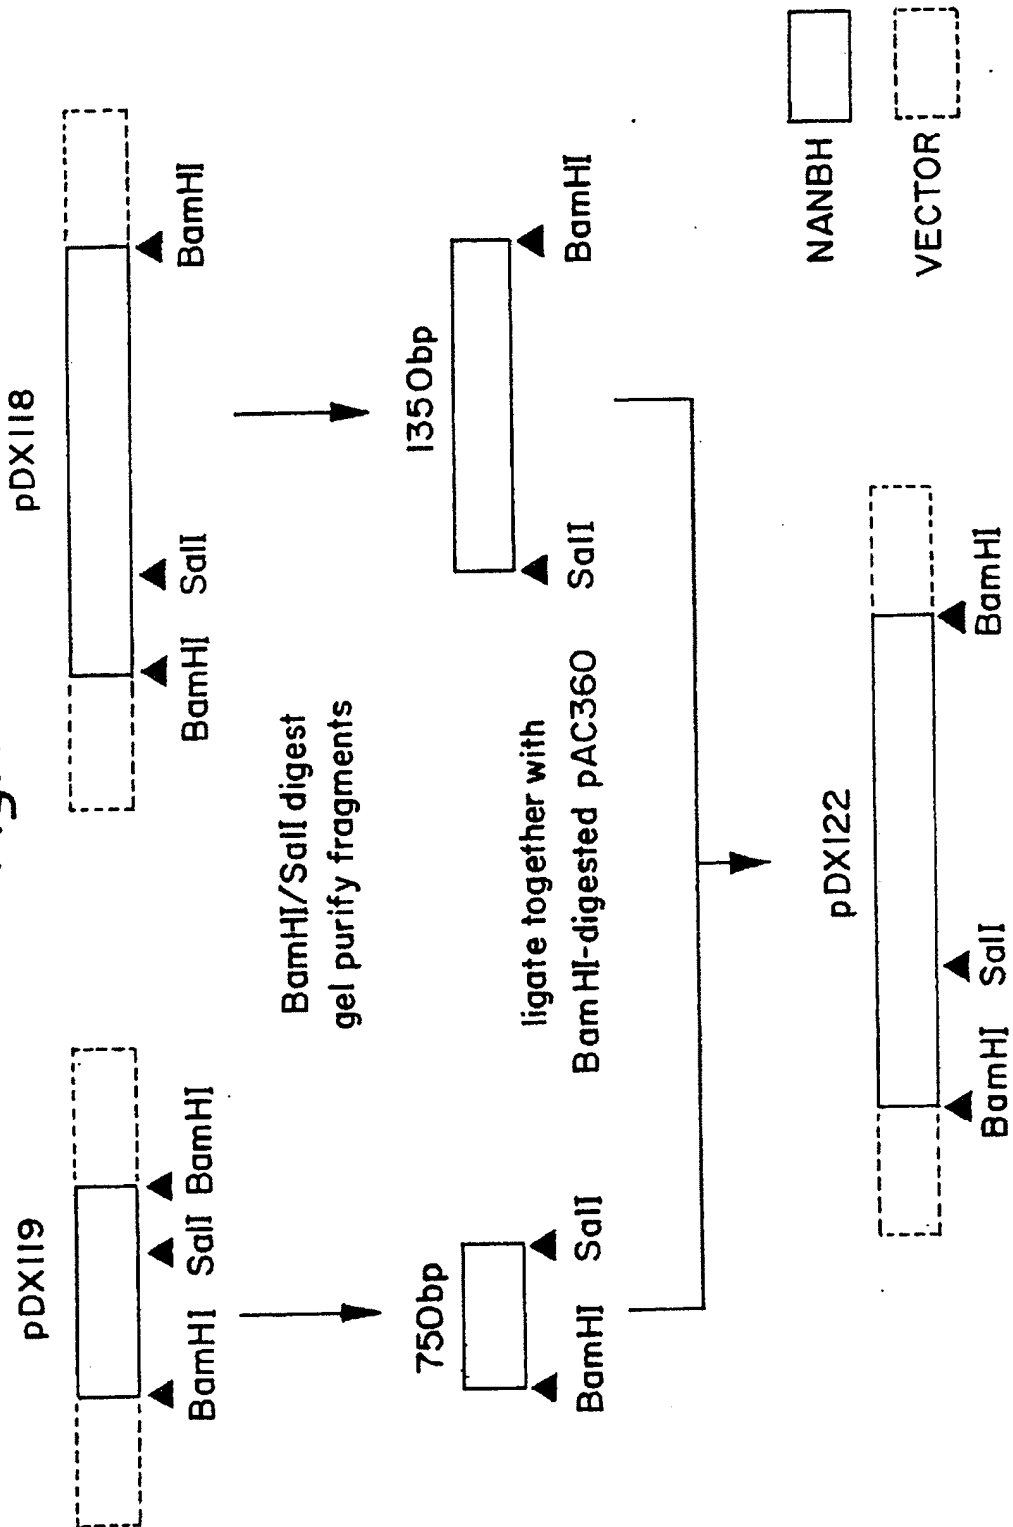 pDX119
pDX118
BamHI SalI BamHI
BamHI SalI BamHI
BamHI/SalI digest
gel purify fragments
750bp
1350bp
BamHI SalI
SalI BamHI
ligate together with
BamHI-digested pAC360
pDX122
BamHI SalI BamHI
NANBH
VECTOR